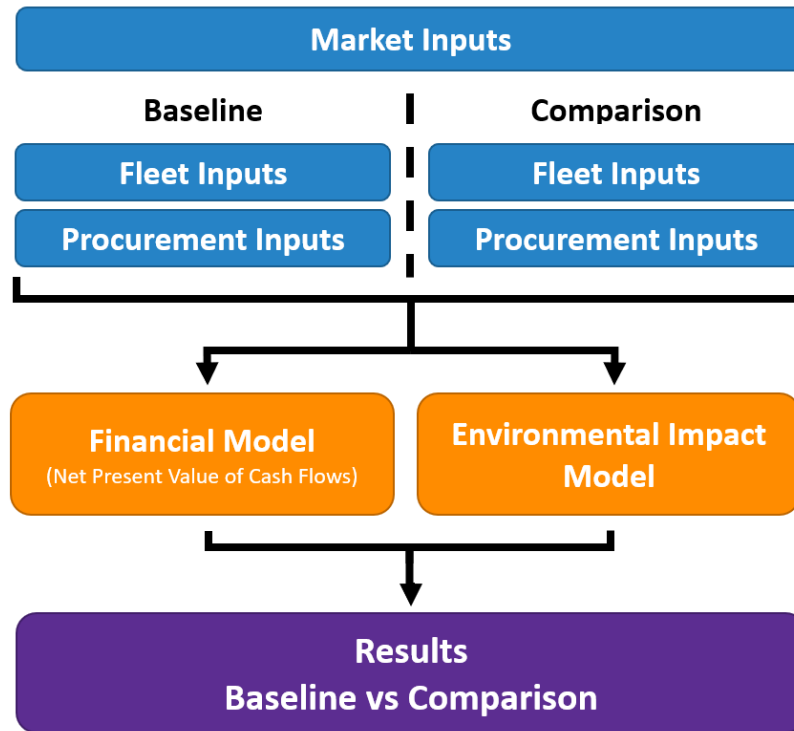 Market Inputs
Baseline
Comparison
Fleet Inputs
Fleet Inputs
Procurement Inputs
Procurement Inputs
Financial Model
(Net Present Value of Cash Flows)
Environmental Impact
Model
Results
Baseline vs Comparison